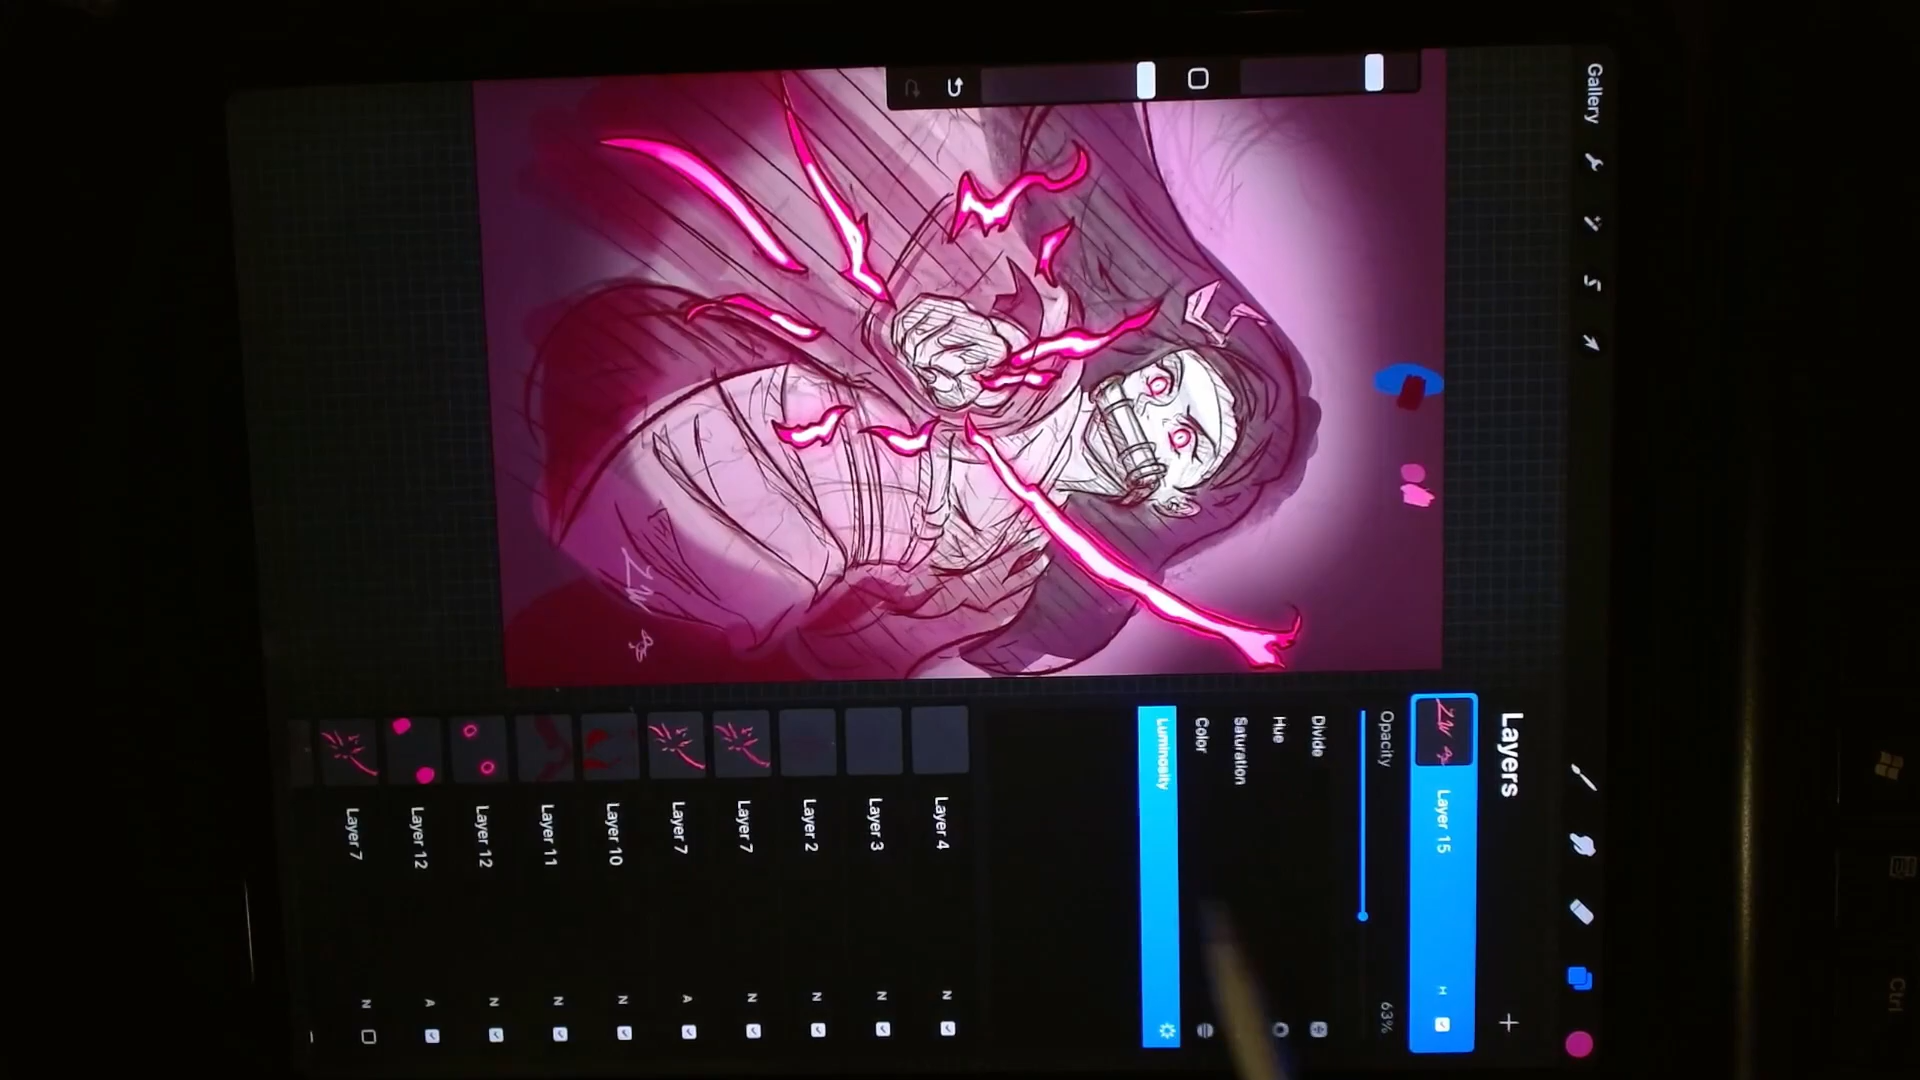 Gallery
Layers
Layer 15
H
Opacity
63%
Divide
Hue
Saturation
Color
Luminosity
Layer 4
N
Layer 3
N
Layer 2
N
Layer 7
N
Layer 7
A
Layer 10
N
Layer 11
N
Layer 12
N
Layer 12
A
Layer 7
N
Ctrl